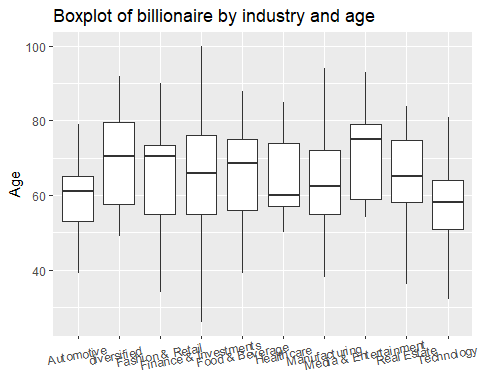 Boxplot of billionaire by industry and age
100
80
60
40
Age
Automotive
diversified
Fashion & Retail
Finance & Investments
Food & Beverage
Healthcare
Manufacturing
Media & Entertainment
Real Estate
Technology